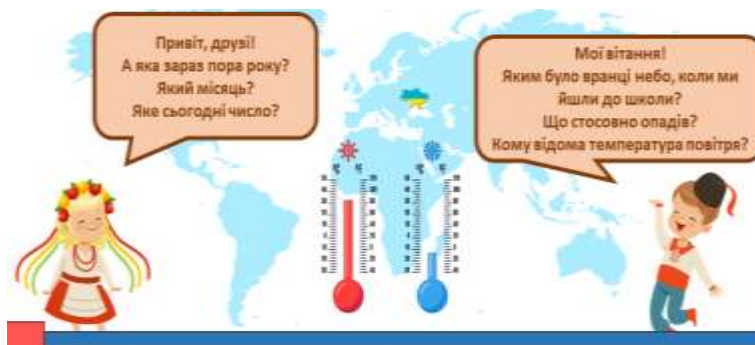 Привіт, друзі!
А яка зараз пора року?
Який місяць?
Яке сьогодні число?
Мої вітання!
Яким було вранці небо, коли ми
йшли до школи?
Що стосовно опадів?
Кому відома температура повітря?